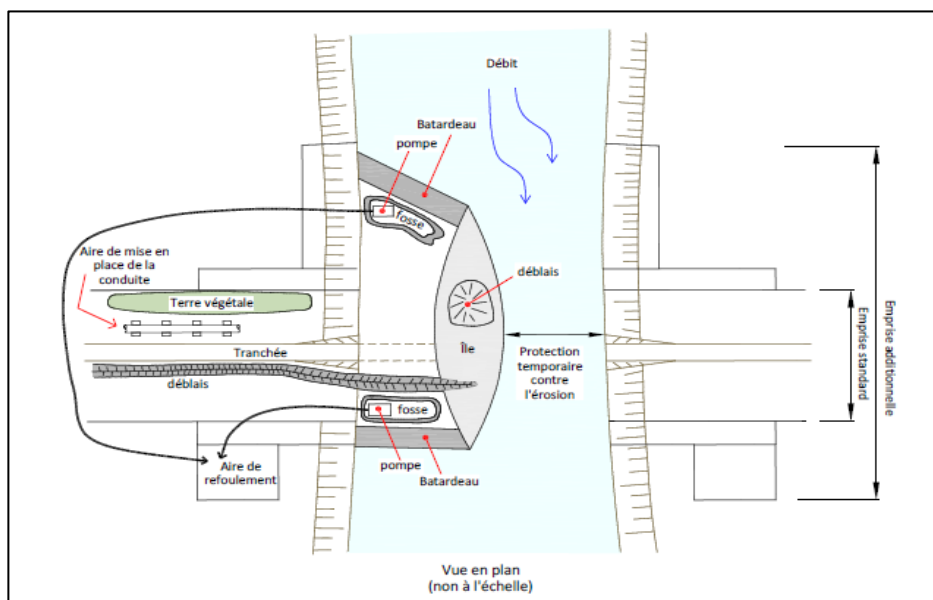 Débit
Batardeau
pompe
fosse
Aire de mise en
place de la
conduite
déblais
Terre végétale
Île
Tranchée
Protection
temporaire
contre
l'érosion
Emprise standard
Emprise additionnelle
déblais
fosse
Aire de
refoulement
pompe
Batardeau
Vue en plan
(non à l'échelle)